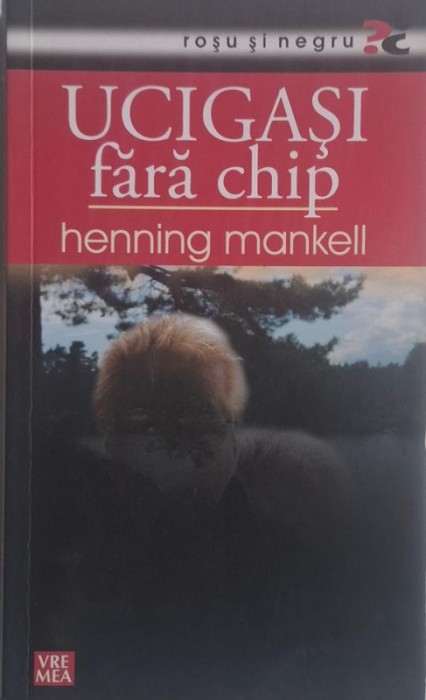 roşu şi negru ?c
UCIGAŞI
fără chip
henning mankell
VRE
MEA